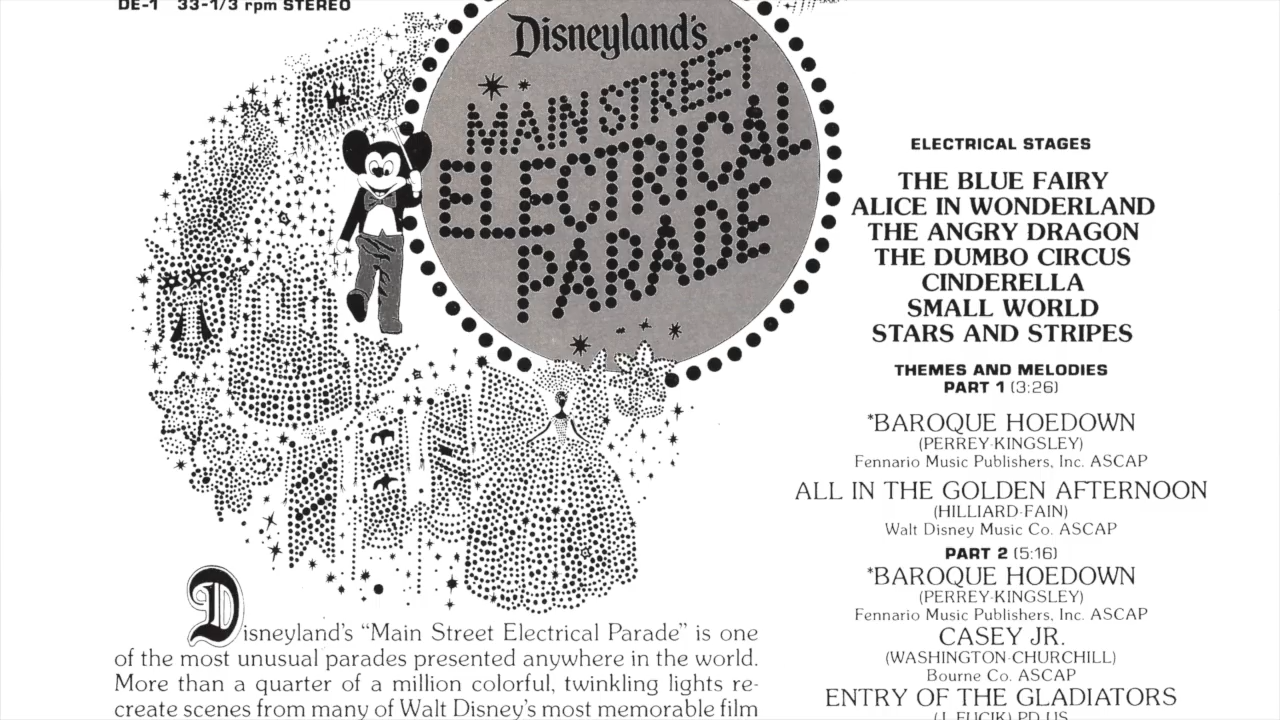 DE-1 33-1/3 rpm STEREO
Disneyland's
MAIN STREET
ELECTRICAL
PARADE
ELECTRICAL STAGES
THE BLUE FAIRY
ALICE IN WONDERLAND
THE ANGRY DRAGON
THE DUMBO CIRCUS
CINDERELLA
SMALL WORLD
STARS AND STRIPES
THEMES AND MELODIES
PART 1 (3:26)
*BAROQUE HOEDOWN
(PERREY-KINGSLEY)
Fennario Music Publishers, Inc. ASCAP
ALL IN THE GOLDEN AFTERNOON
(HILLIARD-FAIN)
Walt Disney Music Co. ASCAP
PART 2 (5:16)
*BAROQUE HOEDOWN
(PERREY-KINGSLEY)
Fennario Music Publishers, Inc. ASCAP
CASEY JR.
(WASHINGTON-CHURCHILL)
Bourne Co. ASCAP
ENTRY OF THE GLADIATORS
(J. FUCIK) PD US
Disneyland's “Main Street Electrical Parade” is one
of the most unusual parades presented anywhere in the world.
More than a quarter of a million colorful, twinkling lights re-
create scenes from many of Walt Disney's most memorable film